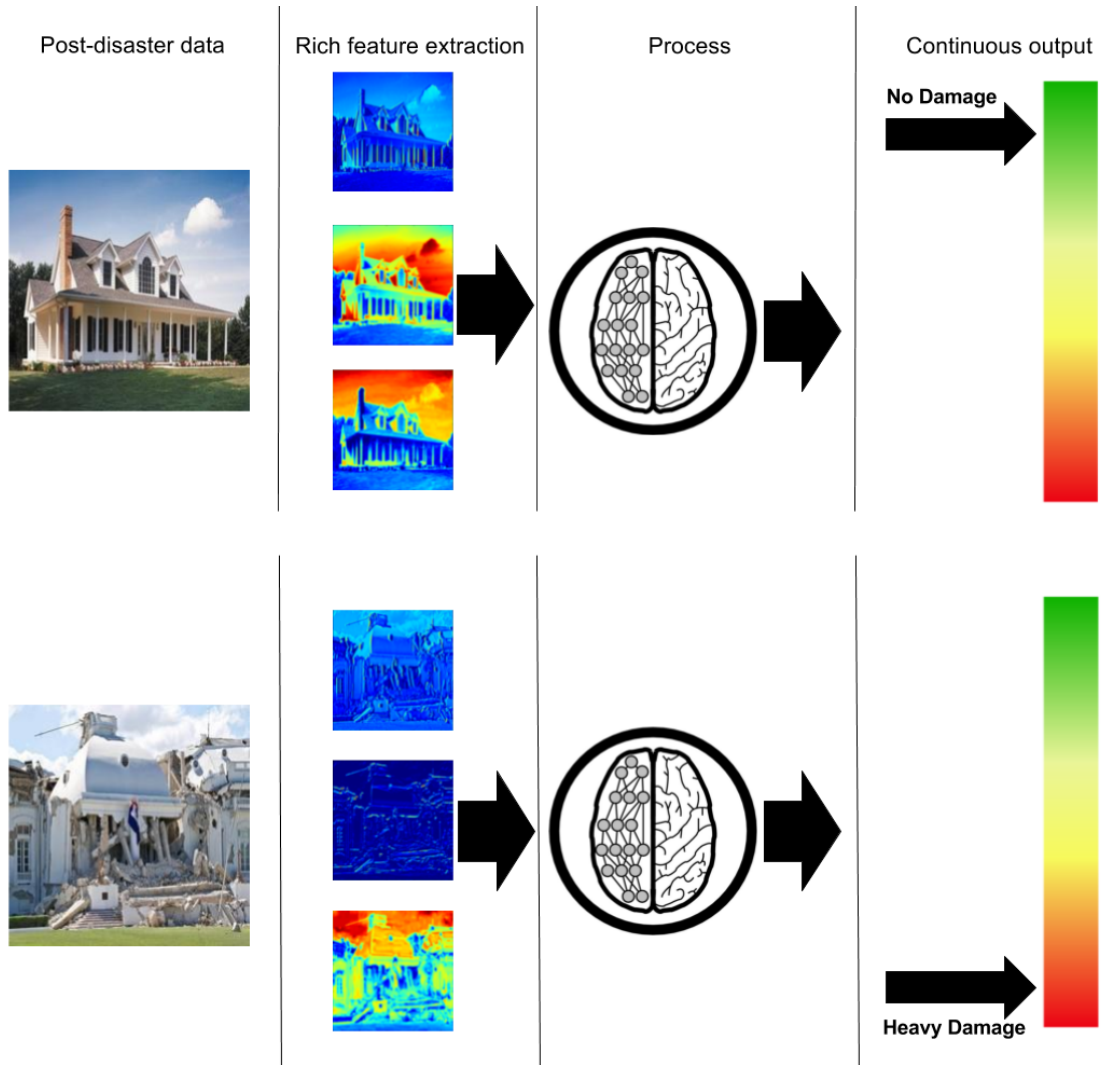 Post-disaster data
Rich feature extraction
Process
Continuous output
No Damage
Heavy Damage